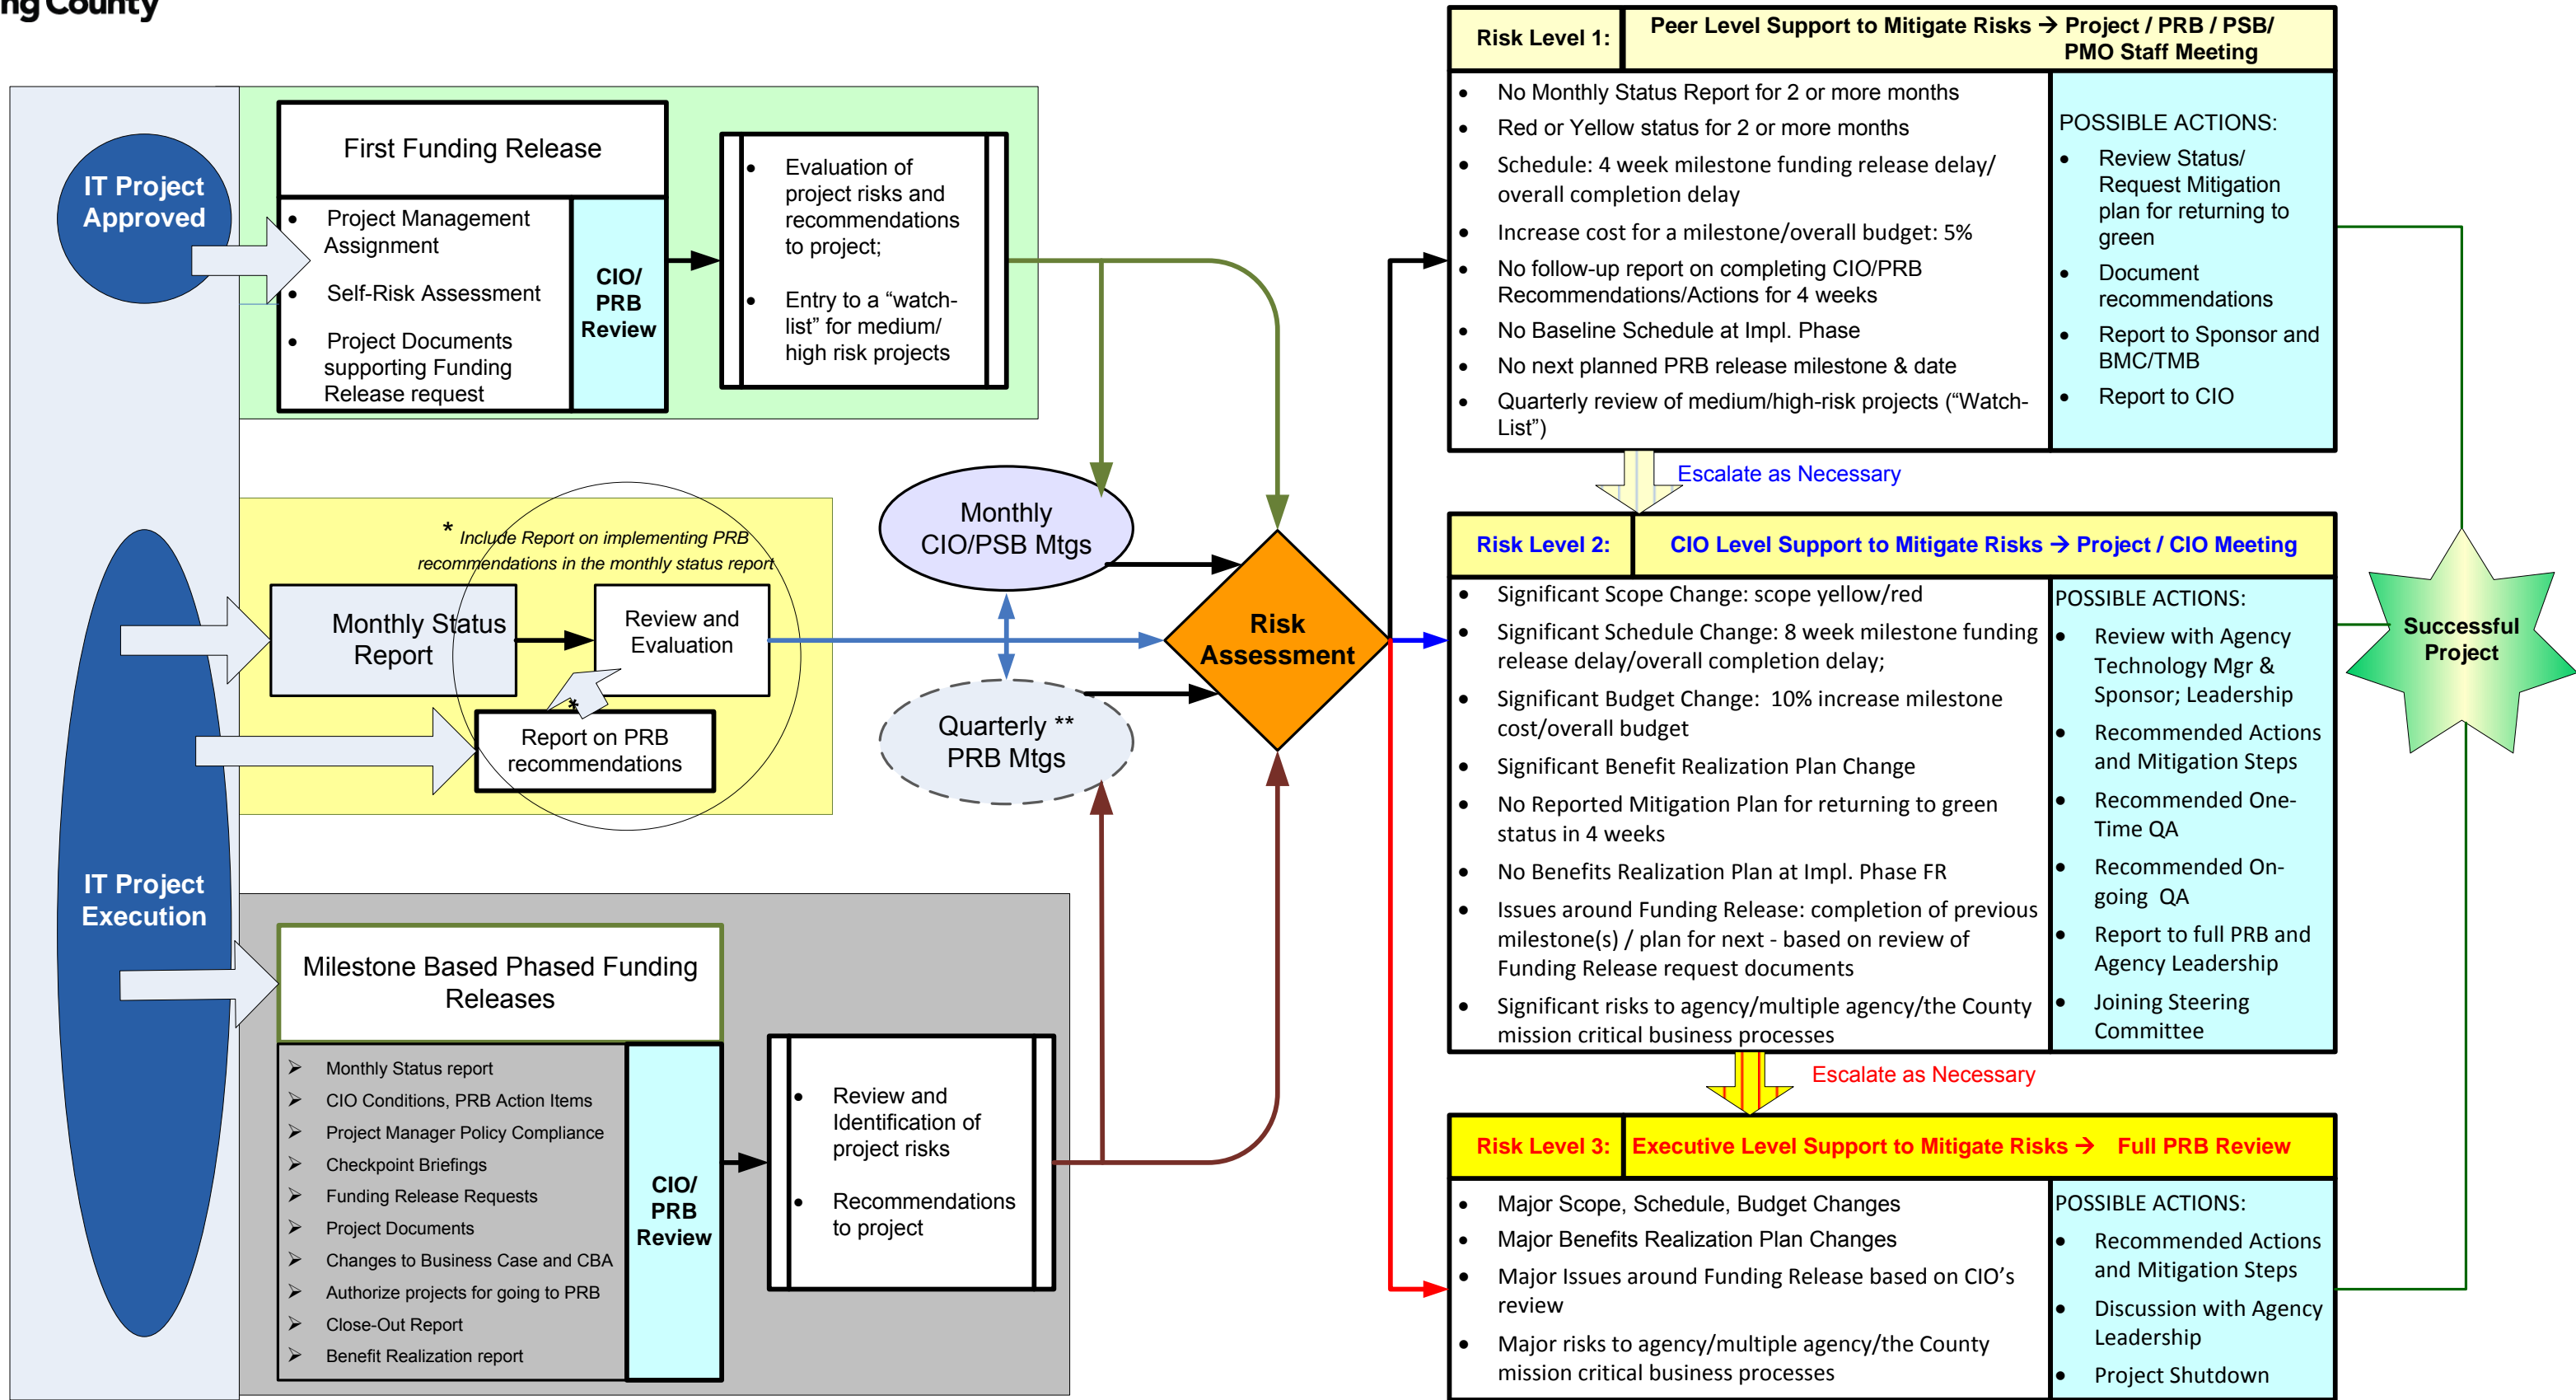 ng County
IT Project
Approved
First Funding Release
• Project Management
Assignment
• Self-Risk Assessment
• Project Documents
supporting Funding
Release request
CIO/
PRB
Review
• Evaluation of
project risks and
recommendations
to project;
• Entry to a “watch-
list” for medium/
high risk projects
* Include Report on implementing PRB
recommendations in the monthly status report
Monthly Status
Report
Review and
Evaluation
*
Report on PRB
recommendations
IT Project
Execution
Milestone Based Phased Funding
Releases
➢ Monthly Status report
➢ CIO Conditions, PRB Action Items
➢ Project Manager Policy Compliance
➢ Checkpoint Briefings
➢ Funding Release Requests
➢ Project Documents
➢ Changes to Business Case and CBA
➢ Authorize projects for going to PRB
➢ Close-Out Report
➢ Benefit Realization report
CIO/
PRB
Review
• Review and
Identification of
project risks
• Recommendations
to project
Monthly
CIO/PSB Mtgs
Quarterly **
PRB Mtgs
Risk
Assessment
Risk Level 1:
Peer Level Support to Mitigate Risks → Project / PRB / PSB/
PMO Staff Meeting
• No Monthly Status Report for 2 or more months
• Red or Yellow status for 2 or more months
• Schedule: 4 week milestone funding release delay/
overall completion delay
• Increase cost for a milestone/overall budget: 5%
• No follow-up report on completing CIO/PRB
Recommendations/Actions for 4 weeks
• No Baseline Schedule at Impl. Phase
• No next planned PRB release milestone & date
• Quarterly review of medium/high-risk projects (“Watch-
List”)
POSSIBLE ACTIONS:
• Review Status/
Request Mitigation
plan for returning to
green
• Document
recommendations
• Report to Sponsor and
BMC/TMB
• Report to CIO
Escalate as Necessary
Risk Level 2:
CIO Level Support to Mitigate Risks → Project / CIO Meeting
• Significant Scope Change: scope yellow/red
• Significant Schedule Change: 8 week milestone funding
release delay/overall completion delay;
• Significant Budget Change: 10% increase milestone
cost/overall budget
• Significant Benefit Realization Plan Change
• No Reported Mitigation Plan for returning to green
status in 4 weeks
• No Benefits Realization Plan at Impl. Phase FR
• Issues around Funding Release: completion of previous
milestone(s) / plan for next - based on review of
Funding Release request documents
• Significant risks to agency/multiple agency/the County
mission critical business processes
POSSIBLE ACTIONS:
• Review with Agency
Technology Mgr &
Sponsor; Leadership
• Recommended Actions
and Mitigation Steps
• Recommended One-
Time QA
• Recommended On-
going QA
• Report to full PRB and
Agency Leadership
• Joining Steering
Committee
Escalate as Necessary
Risk Level 3:
Executive Level Support to Mitigate Risks → Full PRB Review
• Major Scope, Schedule, Budget Changes
• Major Benefits Realization Plan Changes
• Major Issues around Funding Release based on CIO’s
review
• Major risks to agency/multiple agency/the County
mission critical business processes
POSSIBLE ACTIONS:
• Recommended Actions
and Mitigation Steps
• Discussion with Agency
Leadership
• Project Shutdown
Successful
Project